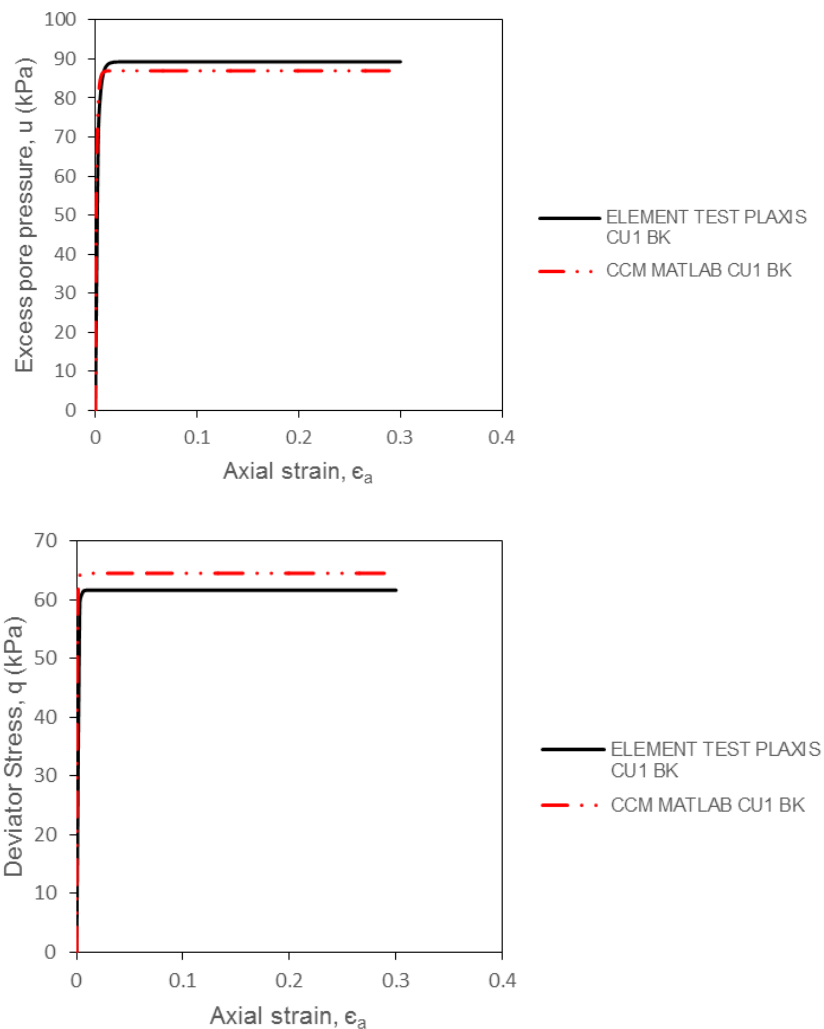 100
90
80
70
60
50
40
30
20
10
0
Excess pore pressure, u (kPa)
0 0.1 0.2 0.3 0.4
Axial strain, ϵa
ELEMENT TEST PLAXIS
CU1 BK
CCM MATLAB CU1 BK
70
60
50
40
30
20
10
0
Deviator Stress, q (kPa)
0 0.1 0.2 0.3 0.4
Axial strain, ϵa
ELEMENT TEST PLAXIS
CU1 BK
CCM MATLAB CU1 BK